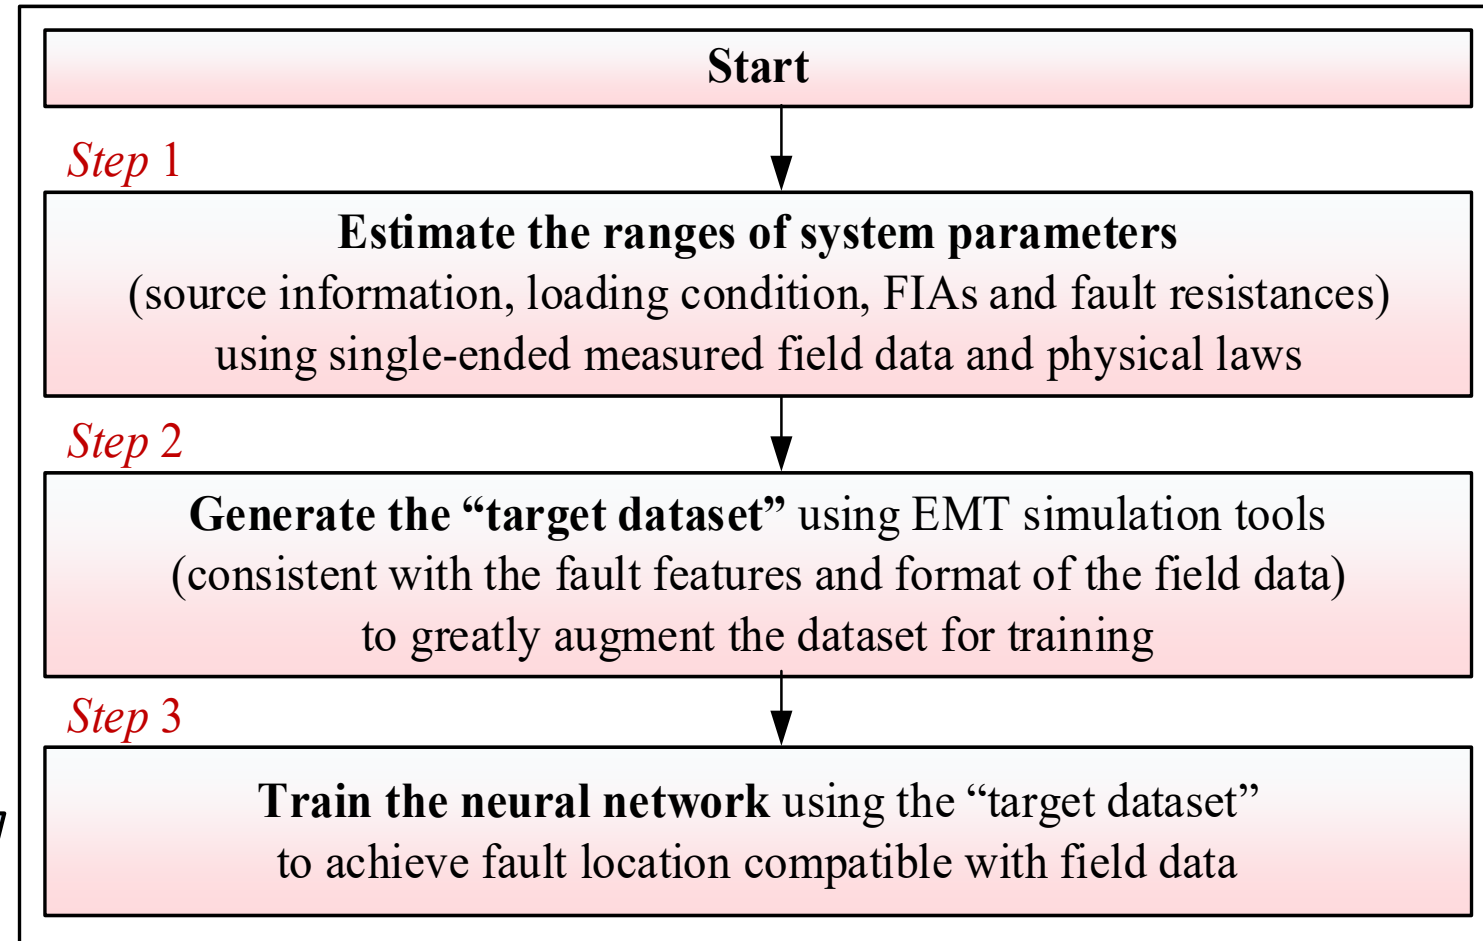 Start
Step 1
Estimate the ranges of system parameters
(source information, loading condition, FIAs and fault resistances)
using single-ended measured field data and physical laws
Step 2
Generate the “target dataset” using EMT simulation tools
(consistent with the fault features and format of the field data)
to greatly augment the dataset for training
Step 3
Train the neural network using the “target dataset”
to achieve fault location compatible with field data